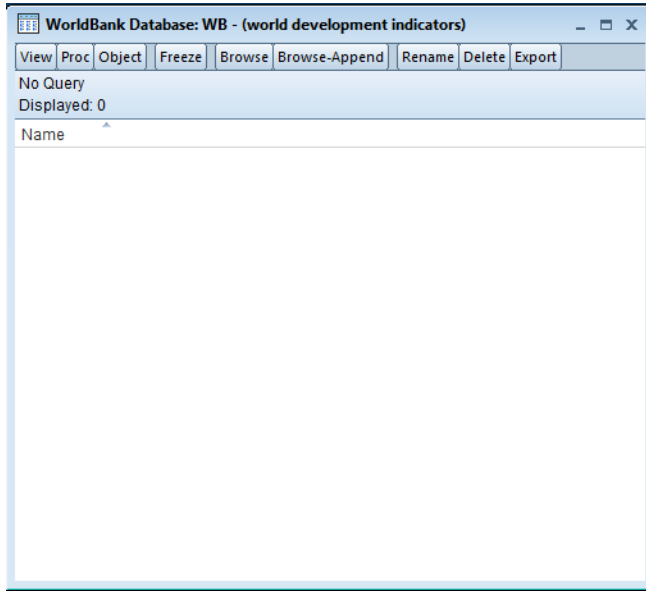 WorldBank Database: WB - (world development indicators)
View Proc Object Freeze Browse Browse-Append Rename Delete Export
No Query
Displayed: 0
Name